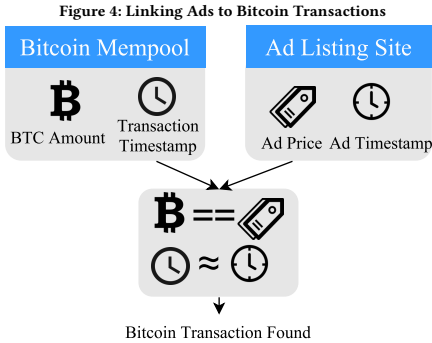 Figure 4: Linking Ads to Bitcoin Transactions
Bitcoin Mempool
Ad Listing Site
BTC Amount
Transaction
Timestamp
Ad Price
Ad Timestamp
==
≈
Bitcoin Transaction Found